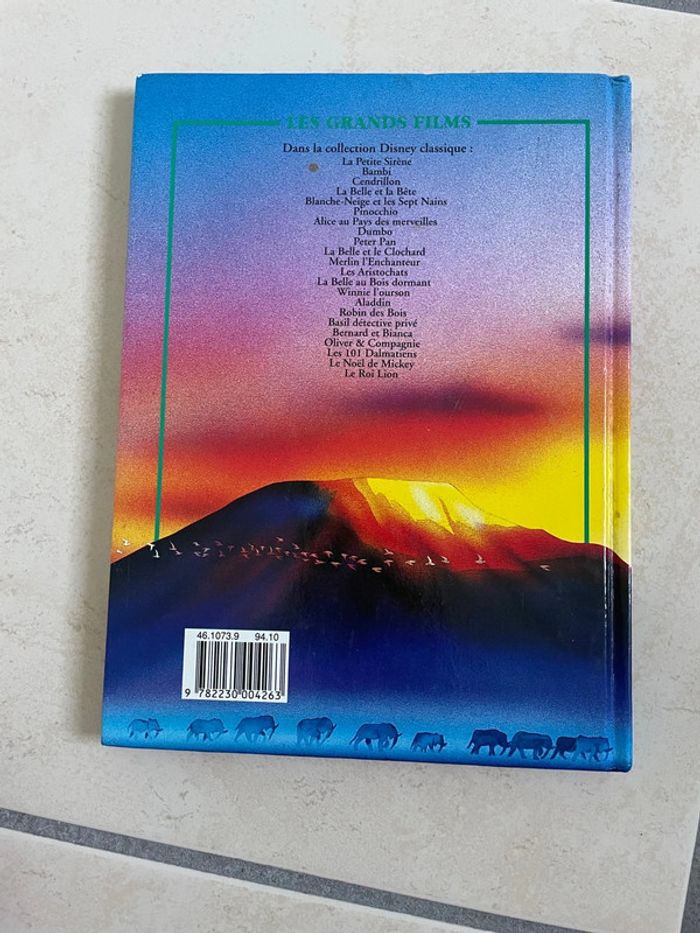 LES GRANDS FILMS
Dans la collection Disney classique :
La Petite Sirène
Bambi
Cendrillon
La Belle et la Bête
Blanche-Neige et les Sept Nains
Pinocchio
Alice au Pays des merveilles
Dumbo
Peter Pan
La Belle et le Clochard
Merlin l'Enchanteur
Les Aristochats
La Belle au Bois dormant
Winnie l'ourson
Aladdin
Robin des Bois
Basil détective privé
Bernard et Bianca
Oliver & Compagnie
Les 101 Dalmatiens
Le Noël de Mickey
Le Roi Lion
46.1073.9 94.10
9 782230 004263